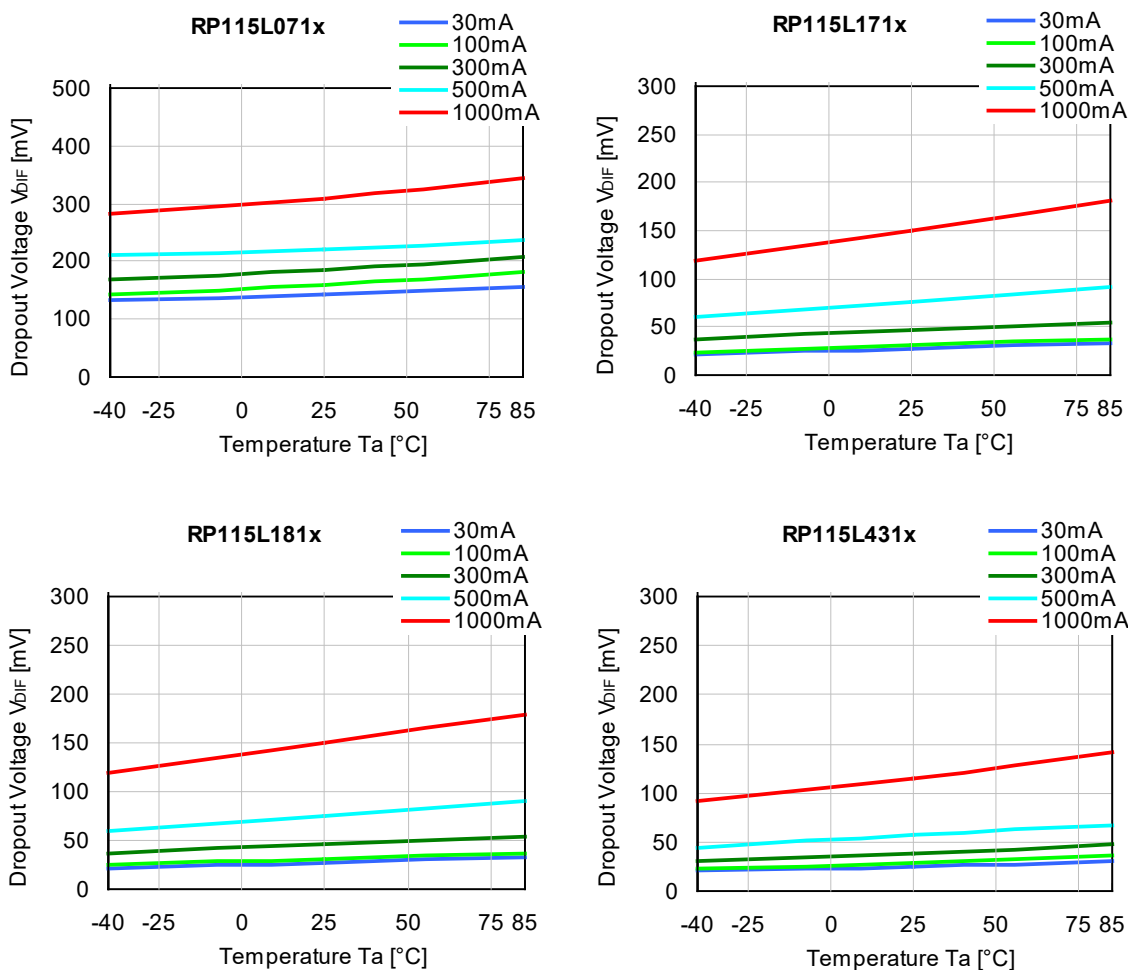 RP115L071x
30mA
100mA
300mA
500mA
1000mA
Dropout Voltage VDIF [mV]
500
400
300
200
100
0
-40 -25 0 25 50 75 85
Temperature Ta [°C]
RP115L171x
30mA
100mA
300mA
500mA
1000mA
Dropout Voltage VDIF [mV]
300
250
200
150
100
50
0
-40 -25 0 25 50 75 85
Temperature Ta [°C]
RP115L181x
30mA
100mA
300mA
500mA
1000mA
Dropout Voltage VDIF [mV]
300
250
200
150
100
50
0
-40 -25 0 25 50 75 85
Temperature Ta [°C]
RP115L431x
30mA
100mA
300mA
500mA
1000mA
Dropout Voltage VDIF [mV]
300
250
200
150
100
50
0
-40 -25 0 25 50 75 85
Temperature Ta [°C]